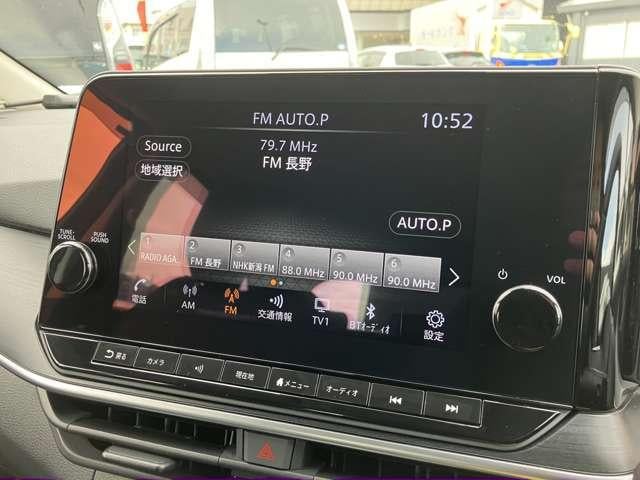 FM AUTO.P
10:52
Source
79.7 MHz
FM 長野
地域選択
AUTO.P
TUNE・SCROLL
PUSH SOUND
1 2 3 4 5 6
RADIO AGA... FM 長野 NHK新潟 FM 88.0 MHz 90.0 MHz 90.0 MHz
VOL
電話 AM FM 交通情報 TV1 BTオーディオ 設定
戻る カメラ 現在地 メニュー オーディオ